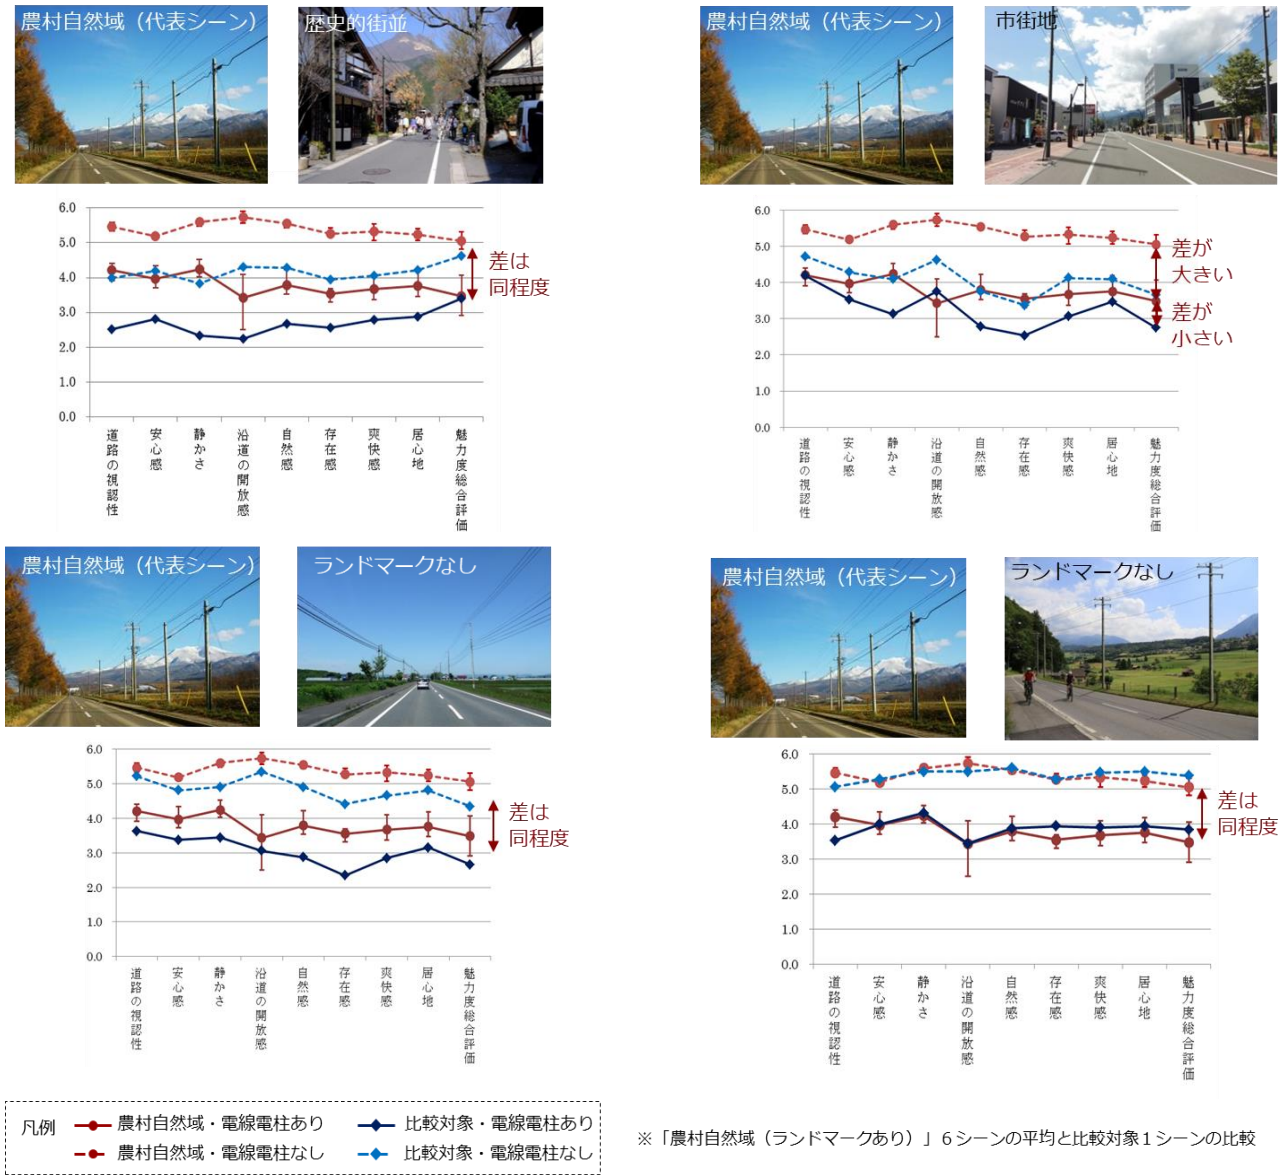 農村自然域（代表シーン）
歴史的街並
6.0
5.0
4.0
3.0
2.0
1.0
0.0
差は
同程度
道路の視認性
安心感
静かさ
沿道の開放感
自然感
存在感
爽快感
居心地
魅力度総合評価
農村自然域（代表シーン）
市街地
6.0
5.0
4.0
3.0
2.0
1.0
0.0
差が
大きい
差が
小さい
道路の視認性
安心感
静かさ
沿道の開放感
自然感
存在感
爽快感
居心地
魅力度総合評価
農村自然域（代表シーン）
ランドマークなし
6.0
5.0
4.0
3.0
2.0
1.0
0.0
差は
同程度
道路の視認性
安心感
静かさ
沿道の開放感
自然感
存在感
爽快感
居心地
魅力度総合評価
農村自然域（代表シーン）
ランドマークなし
6.0
5.0
4.0
3.0
2.0
1.0
0.0
差は
同程度
道路の視認性
安心感
静かさ
沿道の開放感
自然感
存在感
爽快感
居心地
魅力度総合評価
凡例
農村自然域・電線電柱あり
比較対象・電線電柱あり
農村自然域・電線電柱なし
比較対象・電線電柱なし
※「農村自然域（ランドマークあり）」６シーンの平均と比較対象１シーンの比較